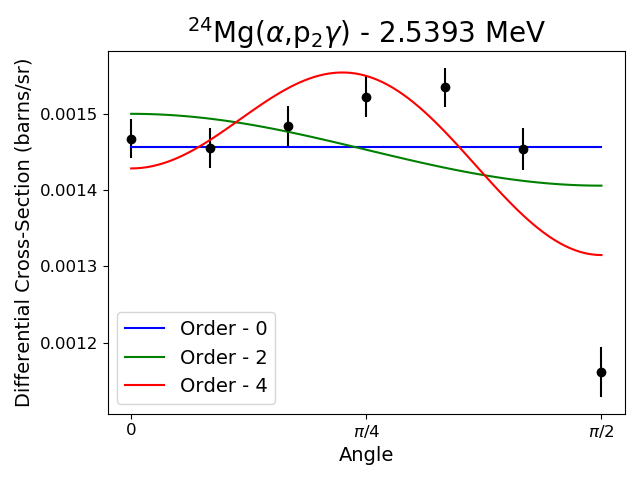 ²⁴Mg(α,p₂γ) - 2.5393 MeV
Differential Cross-Section (barns/sr)
0.0015
0.0014
0.0013
0.0012
Order - 0
Order - 2
Order - 4
0
π/4
π/2
Angle